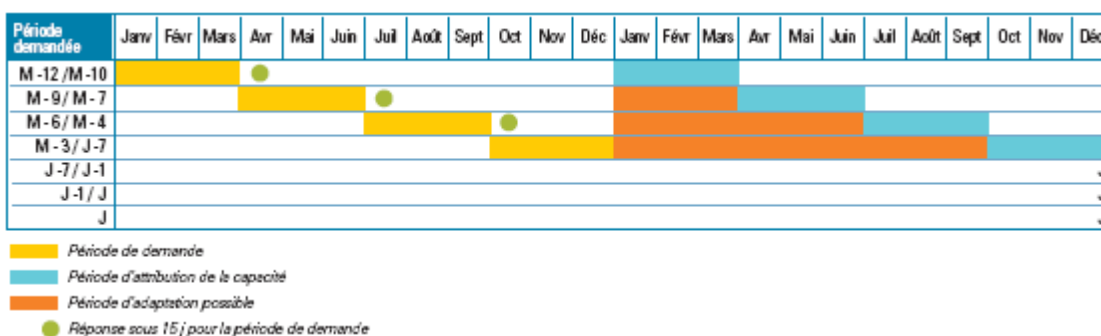 Période demandée Janv Févr Mars Avr Mai Juin Juil Août Sept Oct Nov Déc Janv Févr Mars Avr Mai Juin Juil Août Sept Oct Nov Déc
M -12 /M -10
M - 9 / M - 7
M - 6 / M - 4
M - 3 / J -7
J -7 / J -1
J -1 / J
J
Période de demande
Période d'attribution de la capacité
Période d'adaptation possible
Réponse sous 15 j pour la période de demande